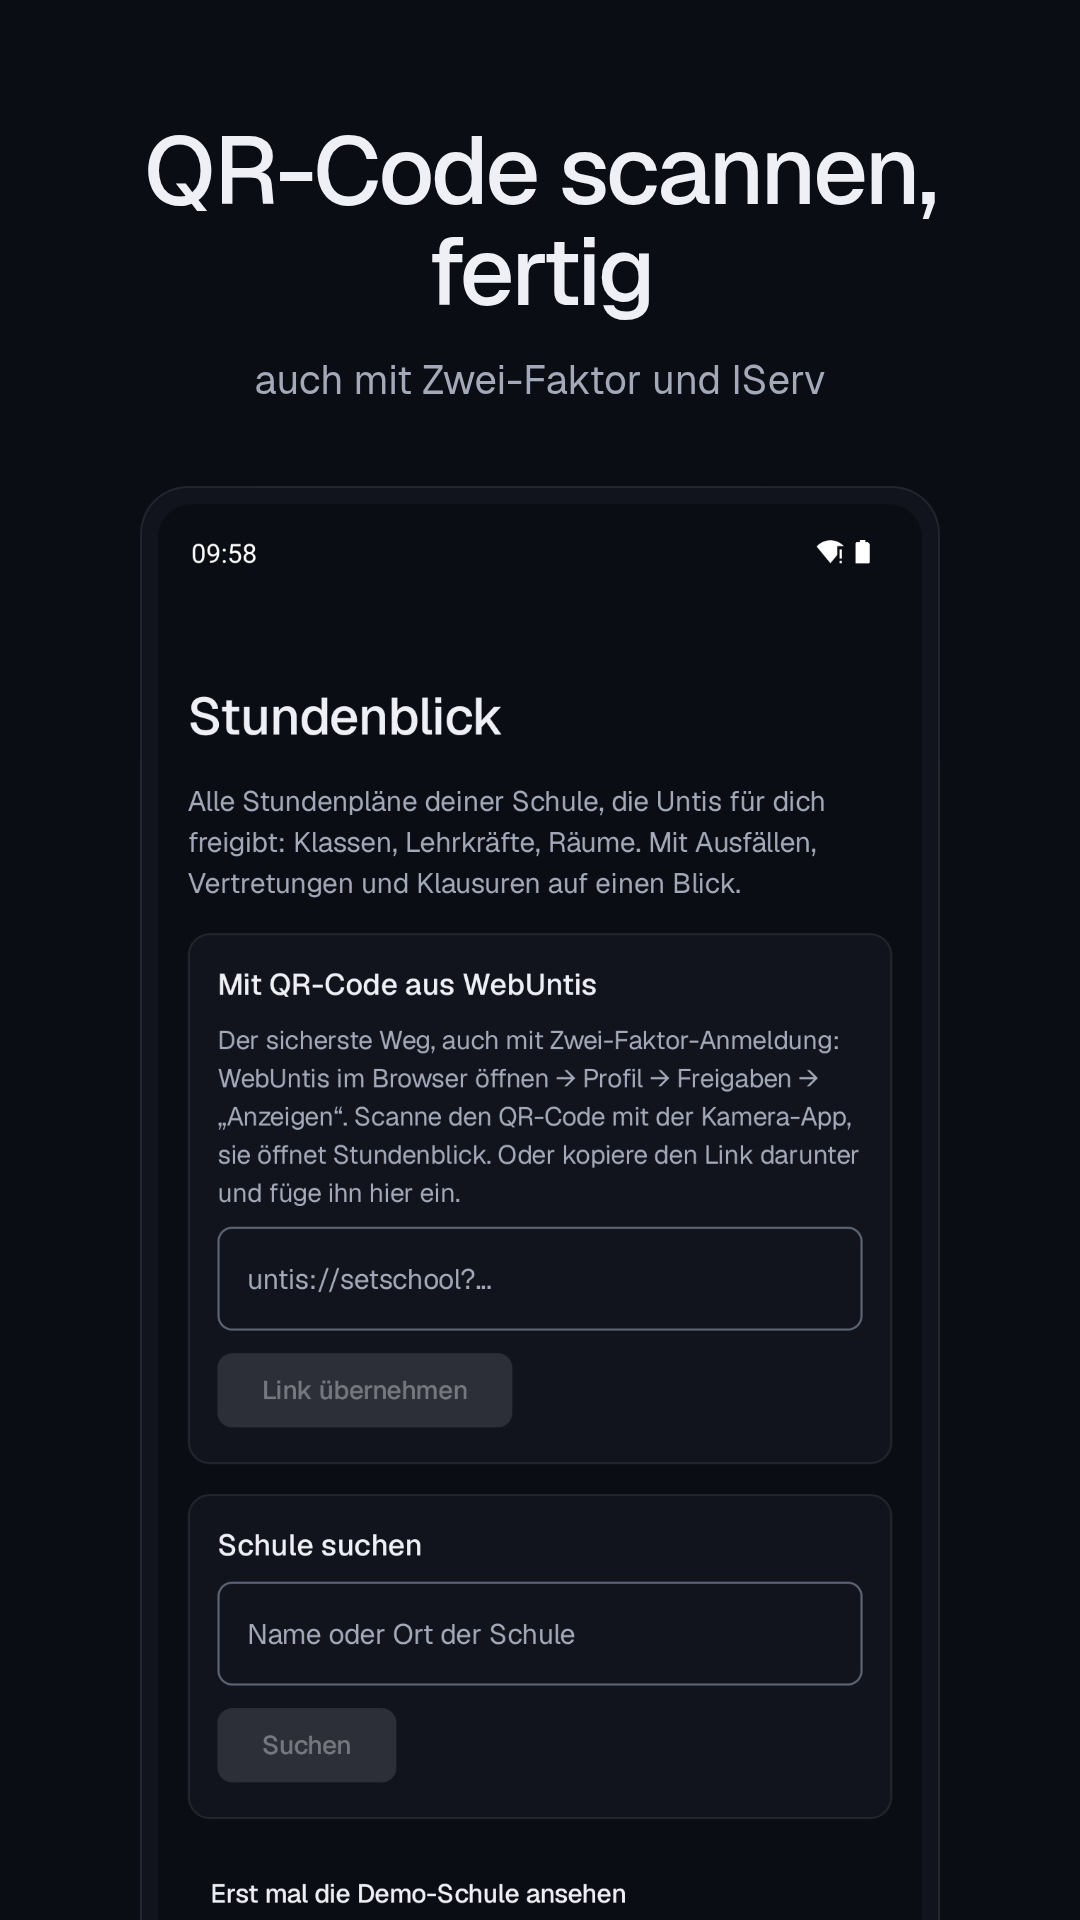 QR-Code scannen,
fertig
auch mit Zwei-Faktor und IServ
09:58
Stundenblick
Alle Stundenpläne deiner Schule, die Untis für dich
freigibt: Klassen, Lehrkräfte, Räume. Mit Ausfällen,
Vertretungen und Klausuren auf einen Blick.
Mit QR-Code aus WebUntis
Der sicherste Weg, auch mit Zwei-Faktor-Anmeldung:
WebUntis im Browser öffnen → Profil → Freigaben →
„Anzeigen“. Scanne den QR-Code mit der Kamera-App,
sie öffnet Stundenblick. Oder kopiere den Link darunter
und füge ihn hier ein.
untis://setschool?…
Link übernehmen
Schule suchen
Name oder Ort der Schule
Suchen
Erst mal die Demo-Schule ansehen